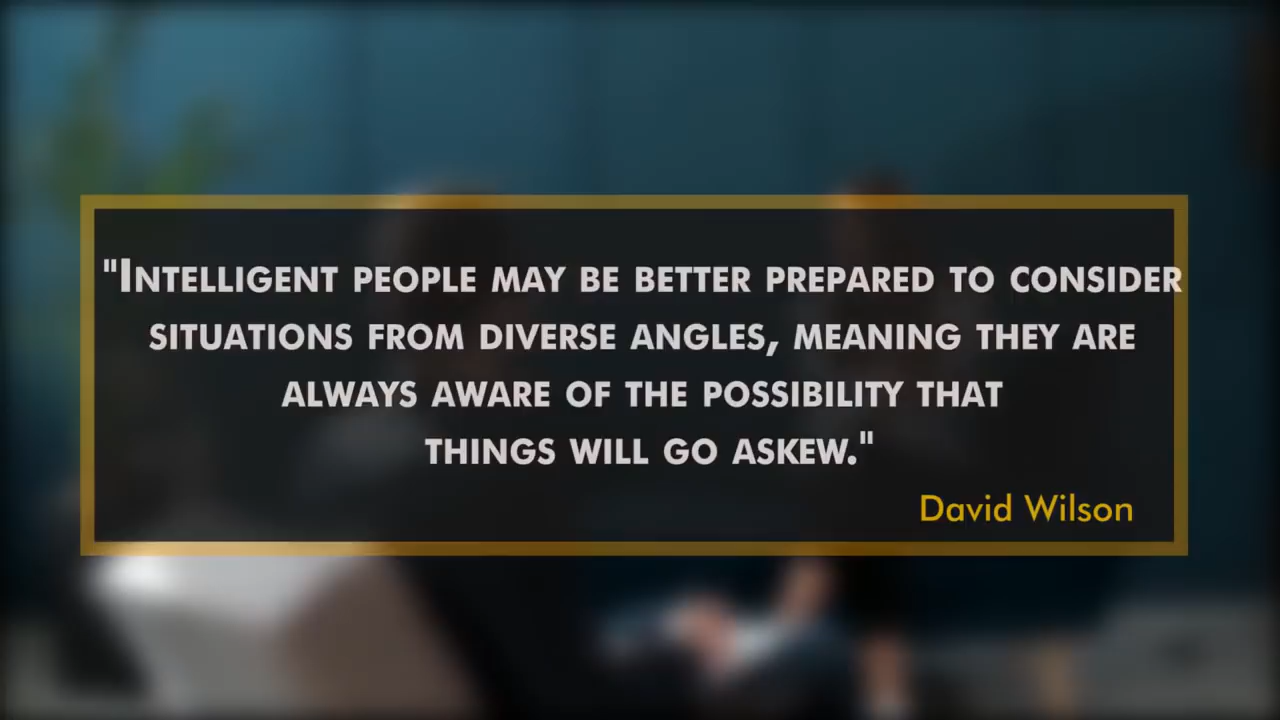 "Intelligent people may be better prepared to consider
situations from diverse angles, meaning they are
always aware of the possibility that
things will go askew."
David Wilson